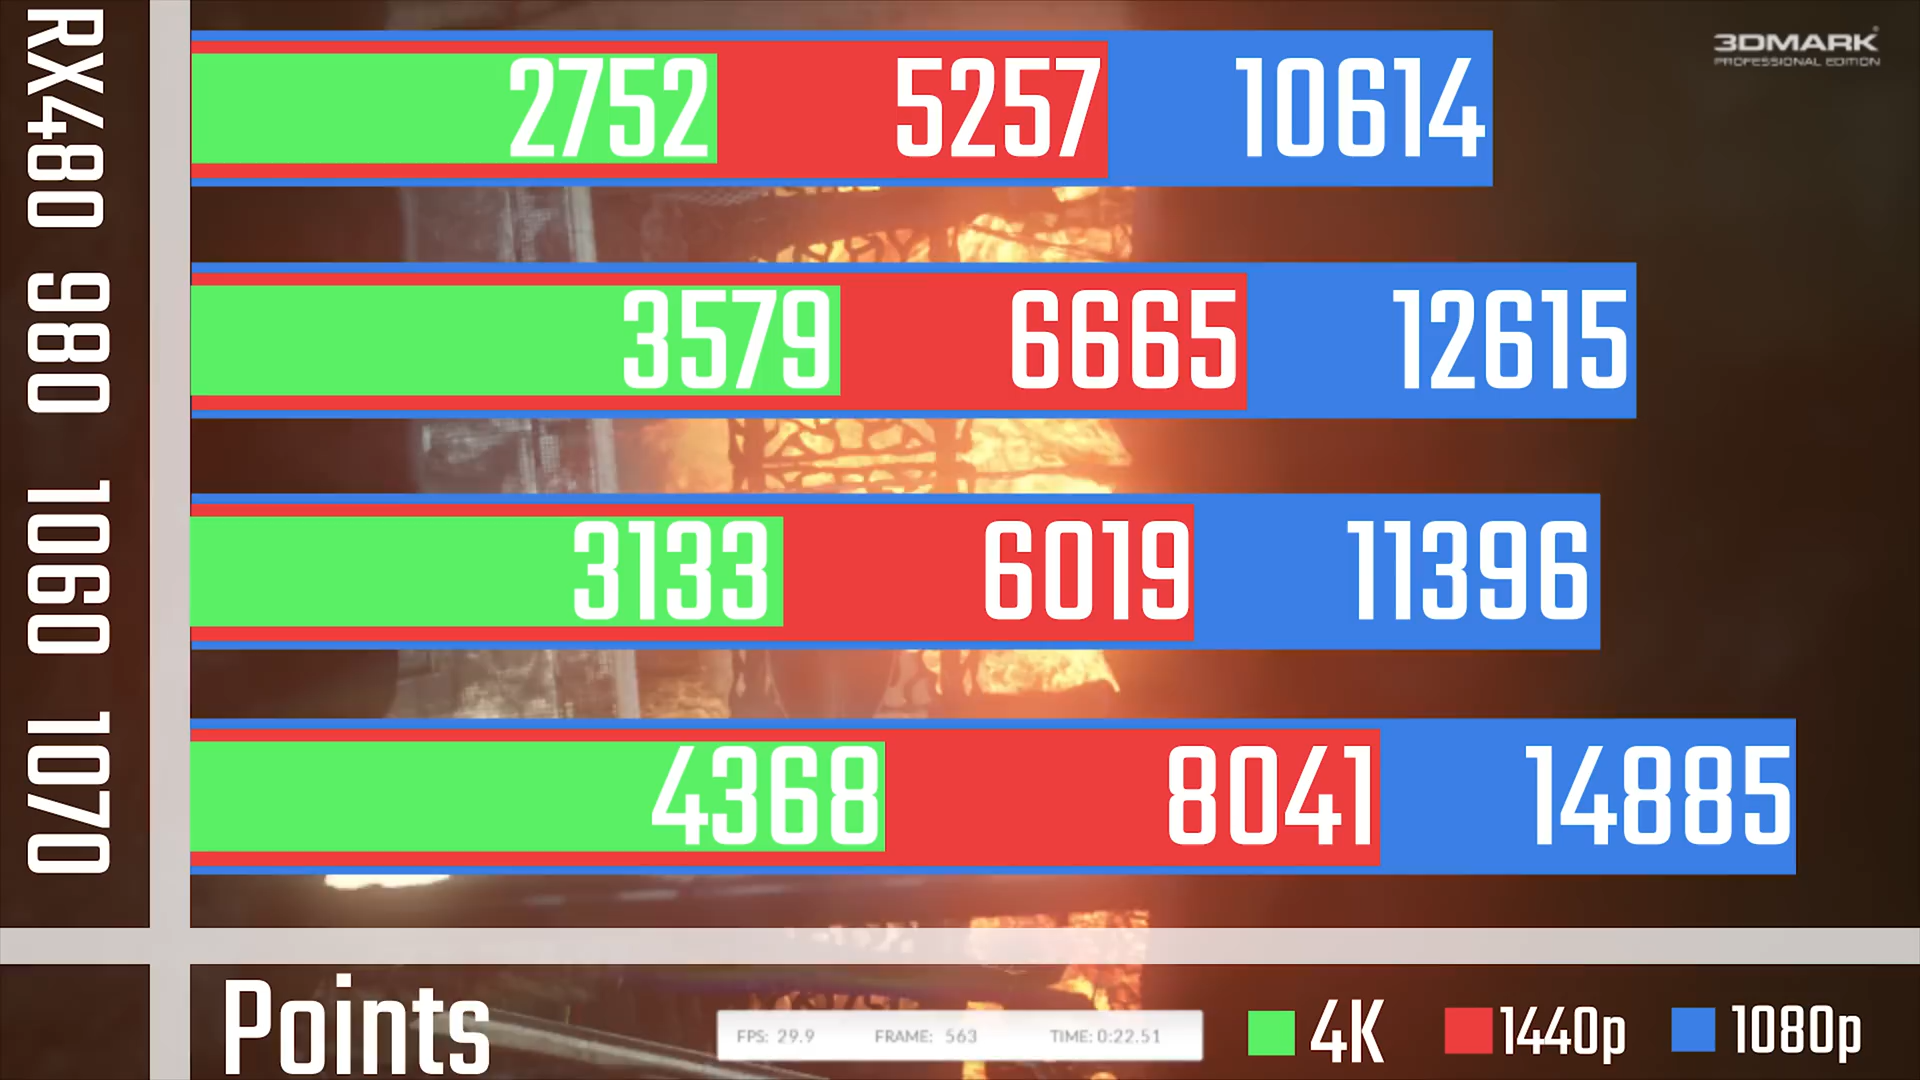 3DMARK®
PROFESSIONAL EDITION
RX480 2752 5257 10614
980 3579 6665 12615
1060 3133 6019 11396
1070 4368 8041 14885
Points
FPS: 29.9 FRAME: 563 TIME: 0:22.51
4K 1440p 1080p